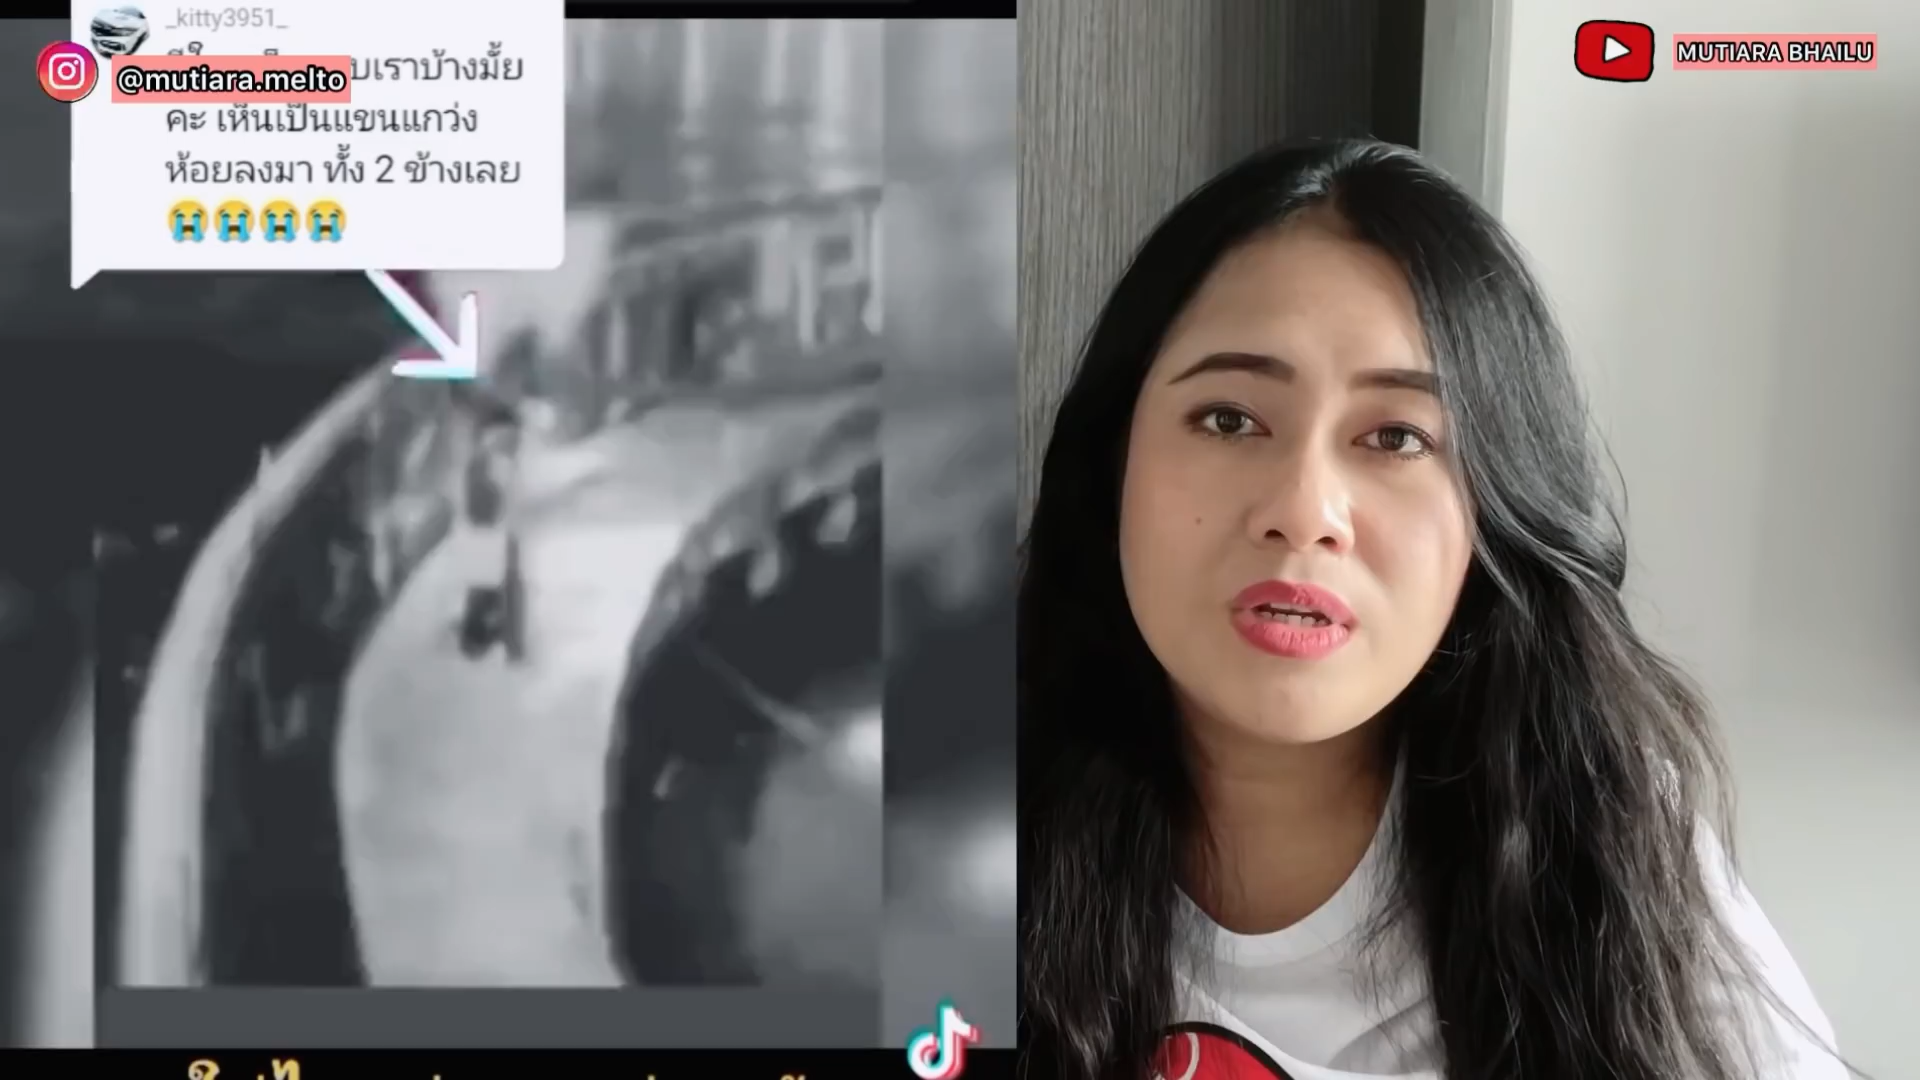 _kitty3951_
@mutiara.melto
บเราบ้างมั้ย
คะ เห็นเป็นแขนแกว่ง
ห้อยลงมา ทั้ง 2 ข้างเลย
😭😭😭😭
MUTIARA BHAILU